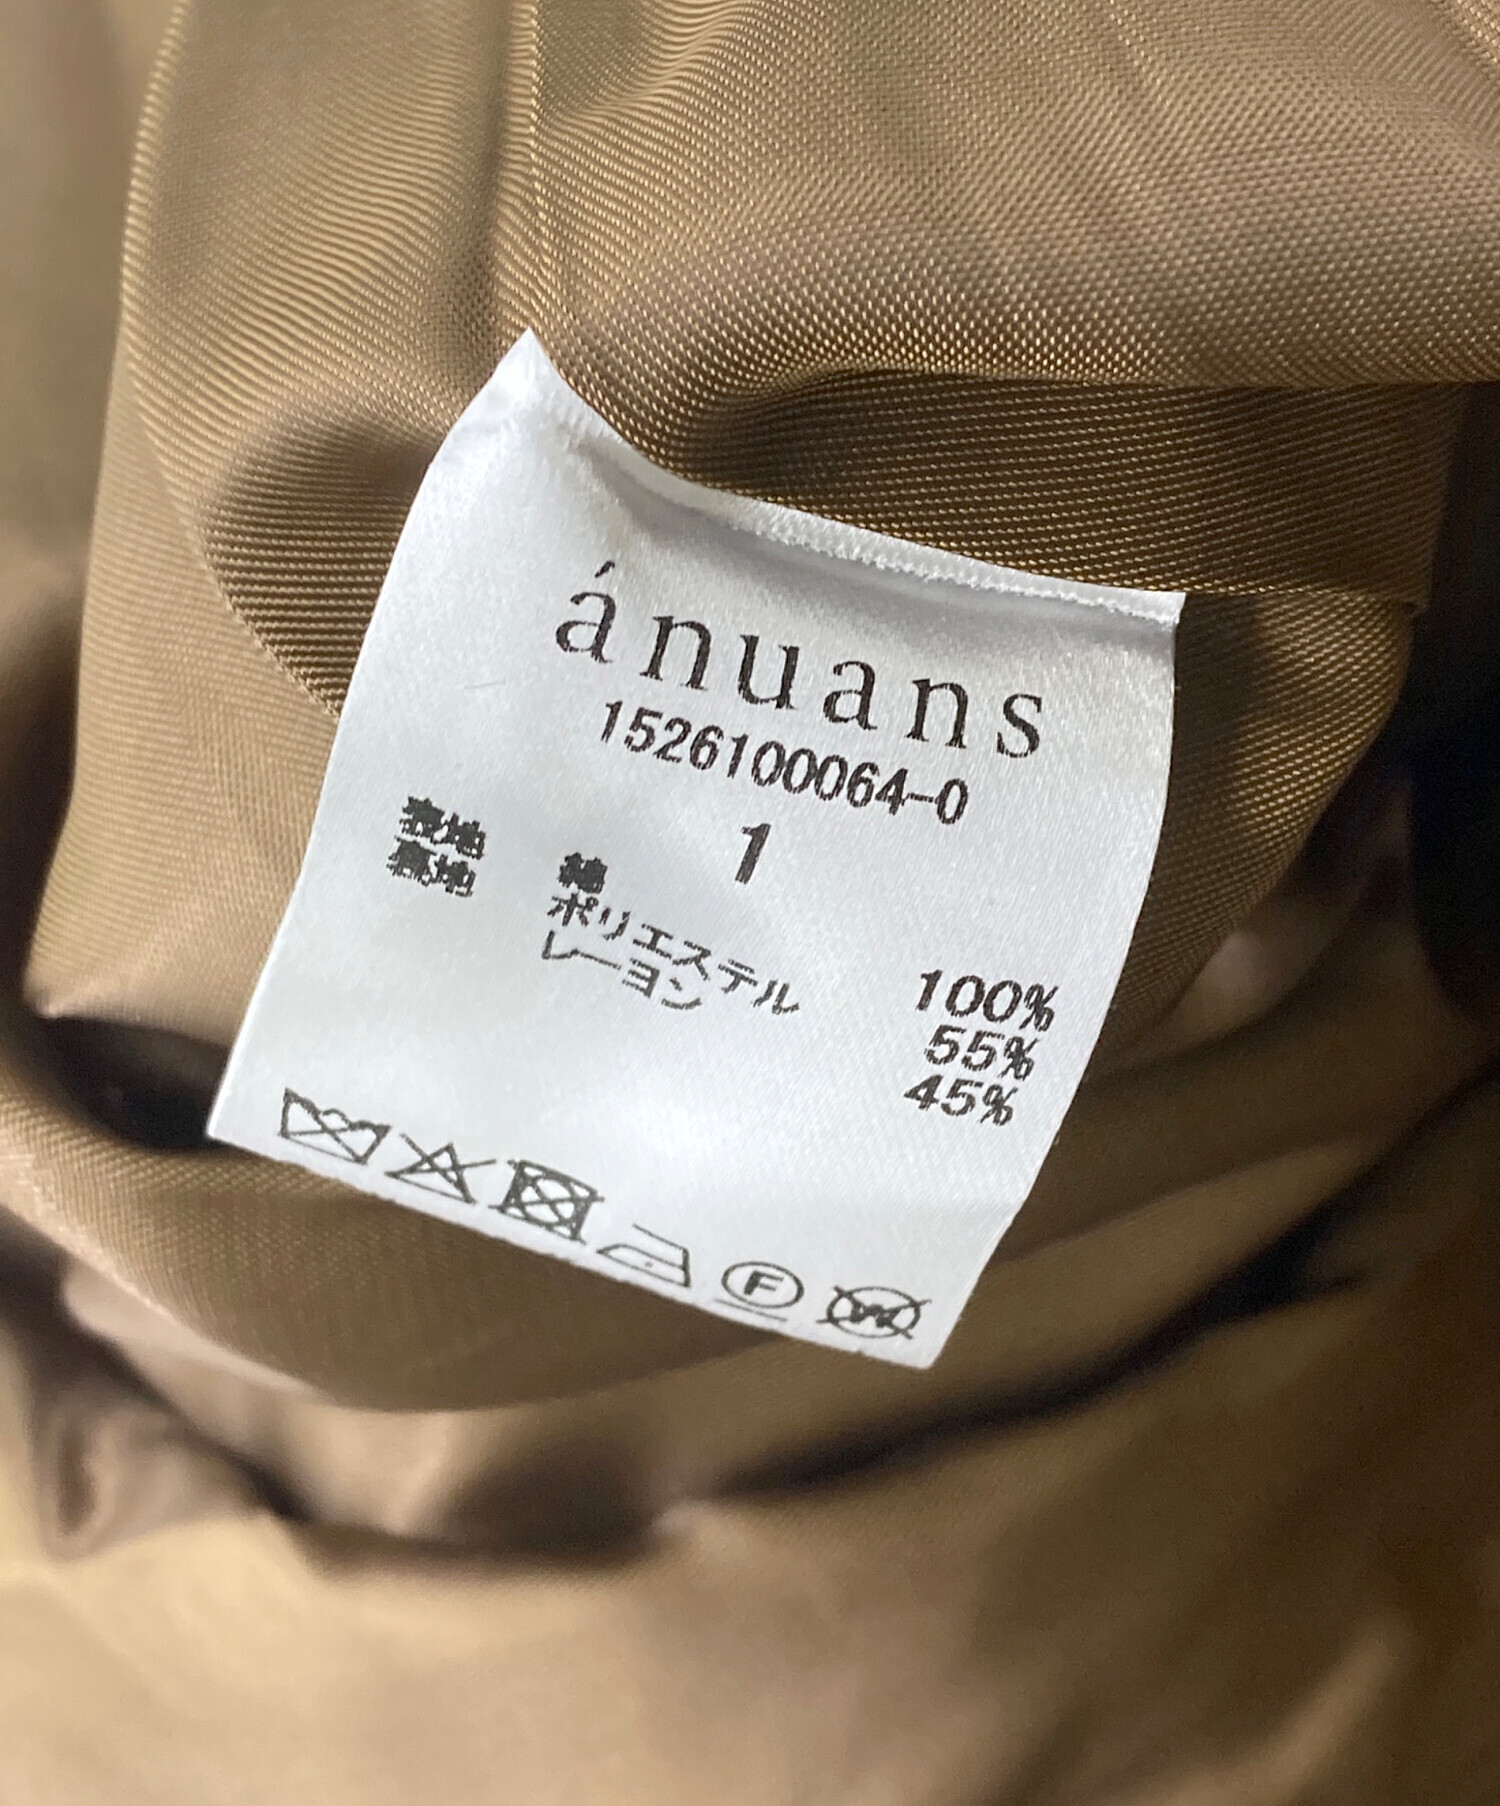 ánuans
1526100064-0
1
表地 綿 100%
裏地 ポリエステル 55%
レーヨン 45%
F
W